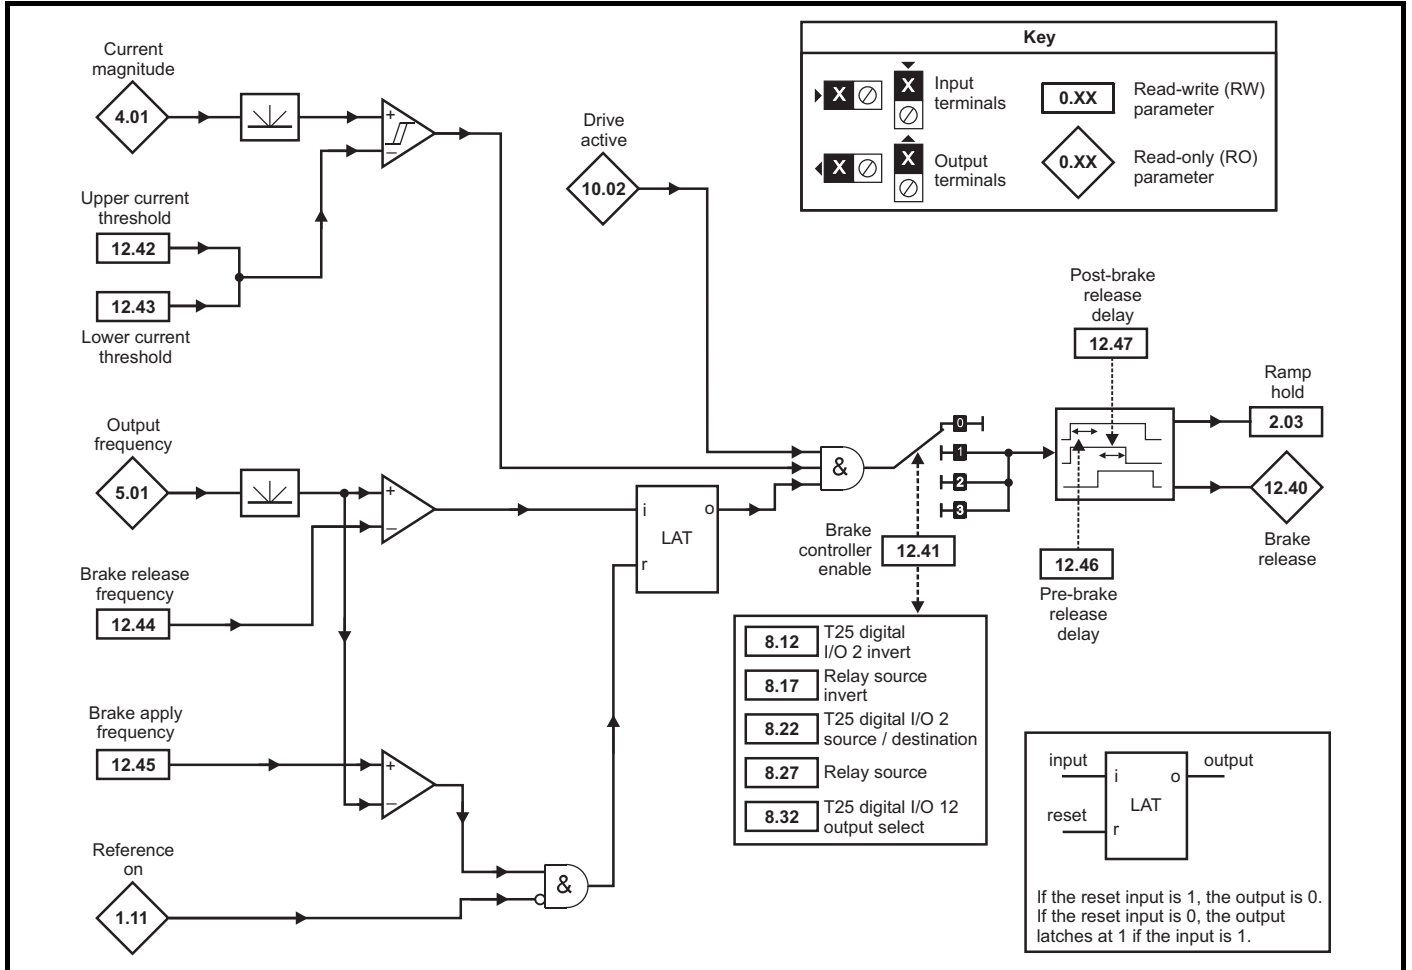 Current
magnitude
4.01
+
−
Upper current
threshold
12.42
12.43
Lower current
threshold
Drive
active
10.02
Key
X
X
Input
terminals
0.XX
Read-write (RW)
parameter
X
X
Output
terminals
0.XX
Read-only (RO)
parameter
Output
frequency
5.01
+
−
Brake release
frequency
12.44
i
o
LAT
r
&
0
1
2
3
Brake
controller
enable
12.41
Post-brake
release
delay
12.47
12.46
Pre-brake
release
delay
Ramp
hold
2.03
12.40
Brake
release
8.12
T25 digital
I/O 2 invert
8.17
Relay source
invert
8.22
T25 digital I/O 2
source / destination
8.27
Relay source
8.32
T25 digital I/O 12
output select
Brake apply
frequency
12.45
+
−
Reference
on
1.11
&
input
i
o
output
LAT
reset
r
If the reset input is 1, the output is 0.
If the reset input is 0, the output
latches at 1 if the input is 1.